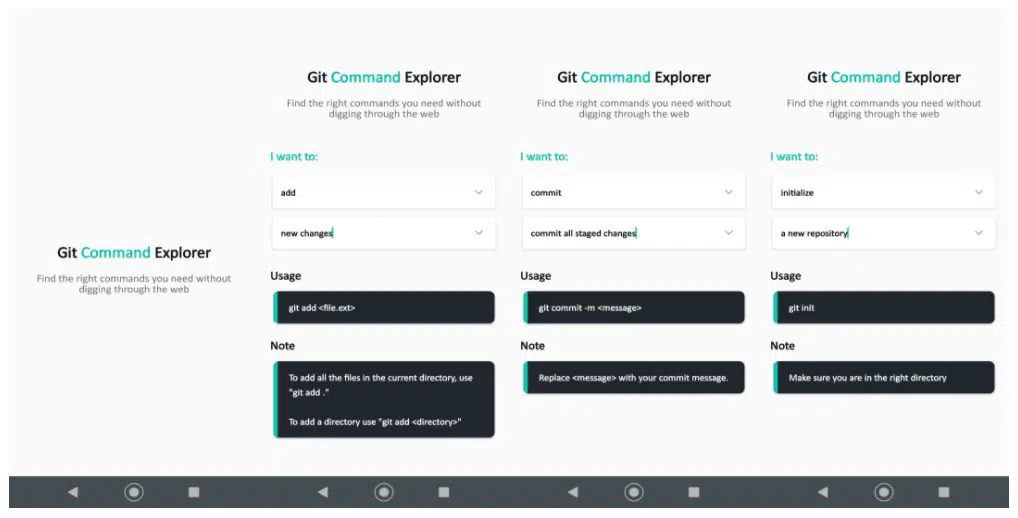 Git Command Explorer
Find the right commands you need without
digging through the web
Git Command Explorer
Find the right commands you need without
digging through the web
I want to:
add
new changes
Usage
git add <file.ext>
Note
To add all the files in the current directory, use
"git add ."
To add a directory use "git add <directory>"
Git Command Explorer
Find the right commands you need without
digging through the web
I want to:
commit
commit all staged changes
Usage
git commit -m <message>
Note
Replace <message> with your commit message.
Git Command Explorer
Find the right commands you need without
digging through the web
I want to:
initialize
a new repository
Usage
git init
Note
Make sure you are in the right directory